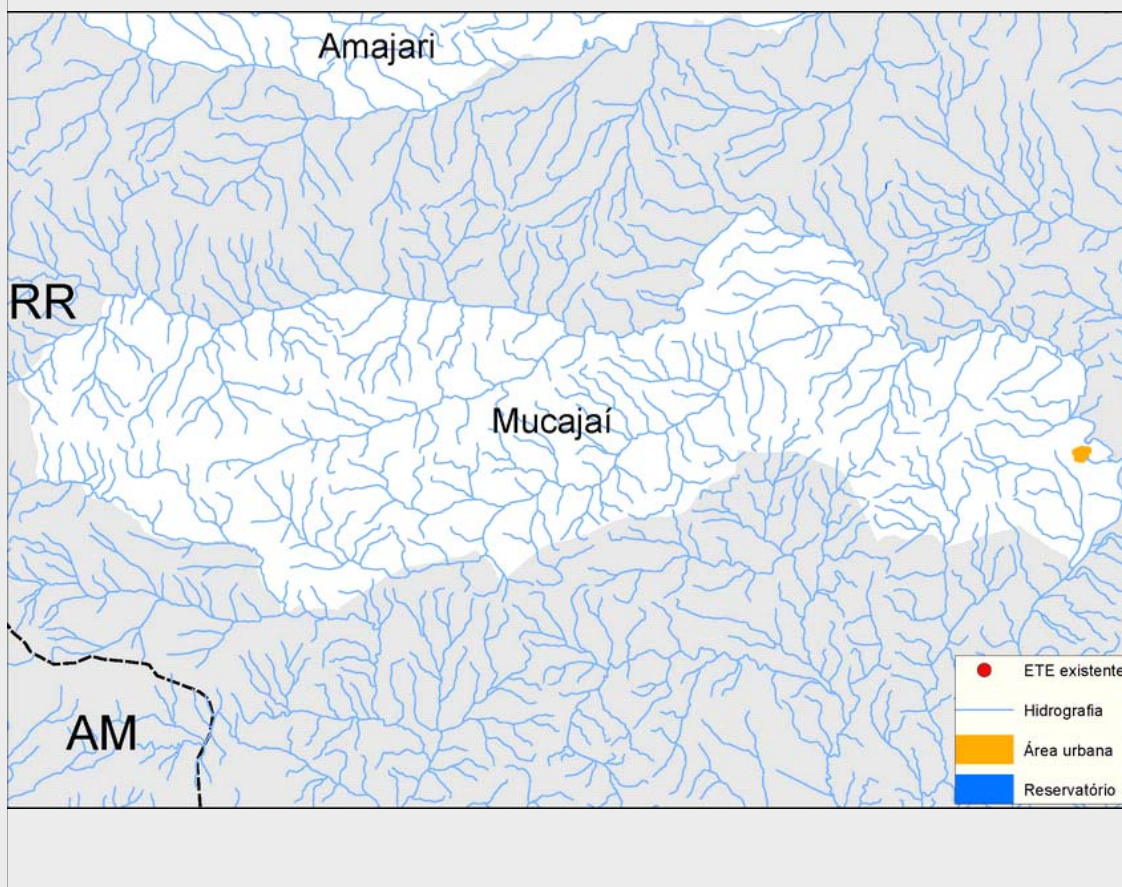 Amajari
RR
Mucajaí
AM
ETE existente
Hidrografia
Área urbana
Reservatório